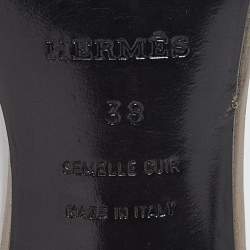 HERMÈS
38
SEMELLE CUIR
MADE IN ITALY